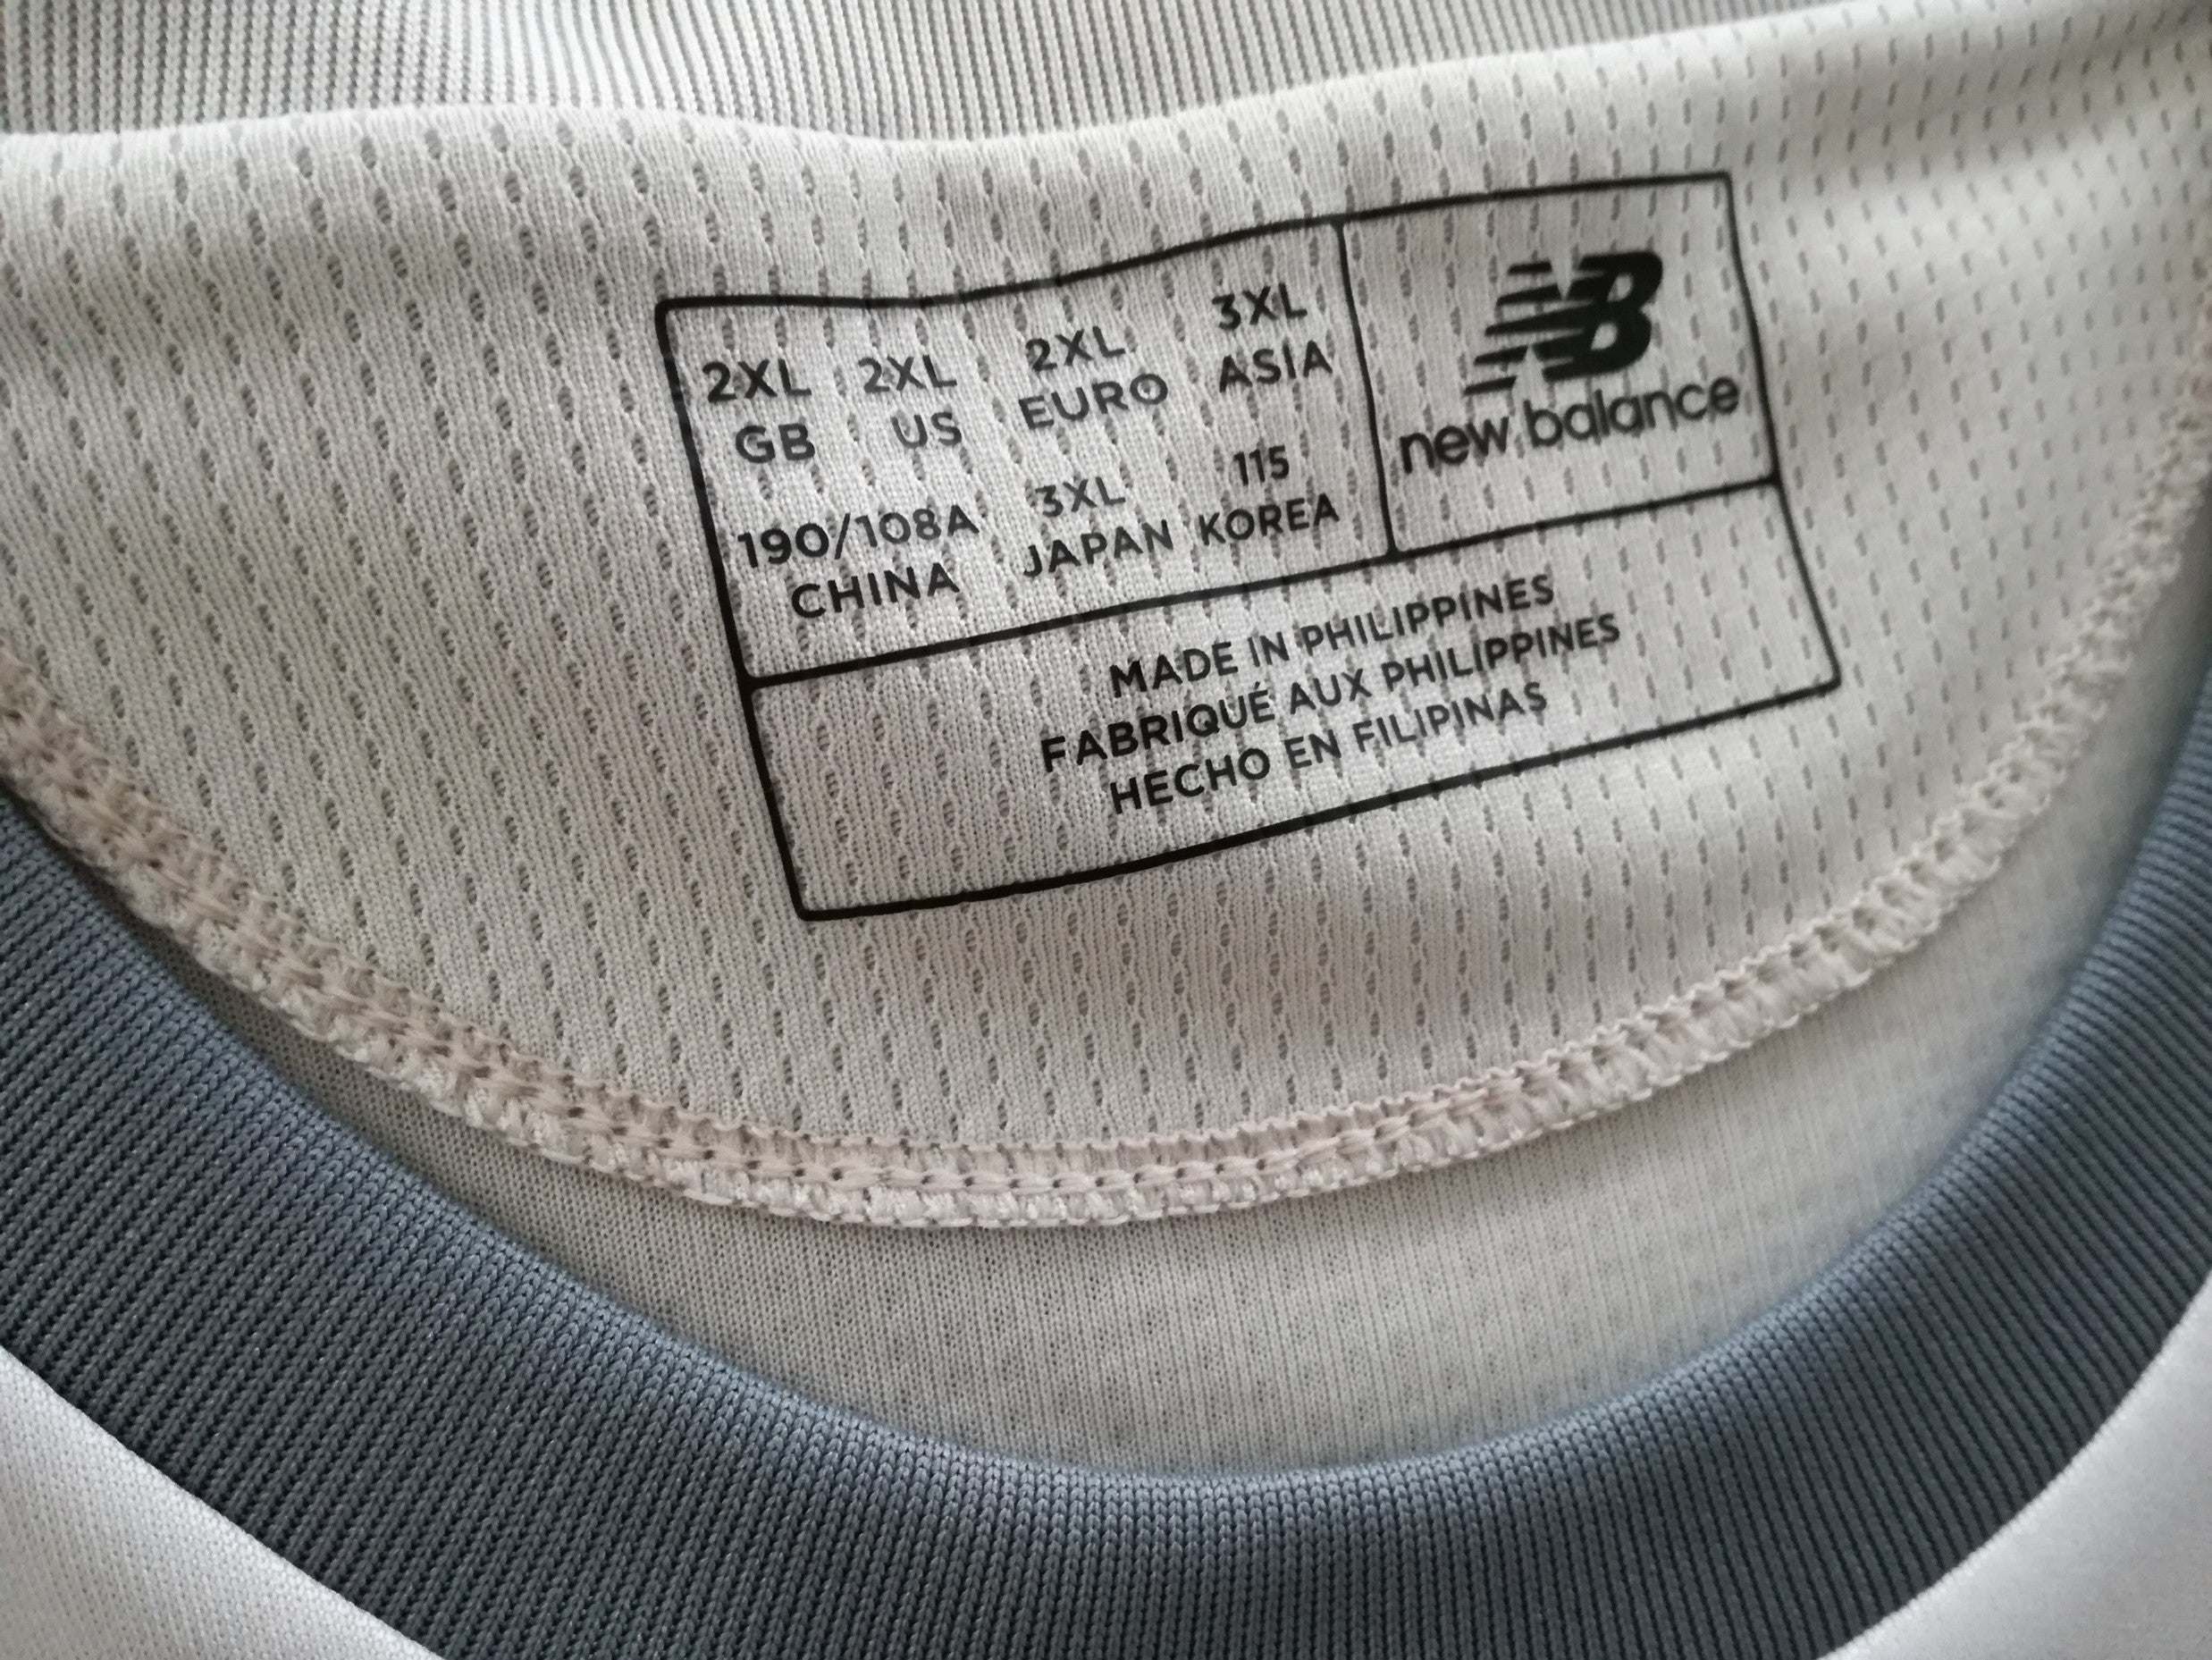 2XL 2XL 2XL 3XL
GB US EURO ASIA
190/108A 3XL 115
CHINA JAPAN KOREA
NB
new balance
MADE IN PHILIPPINES
FABRIQUÉ AUX PHILIPPINES
HECHO EN FILIPINAS